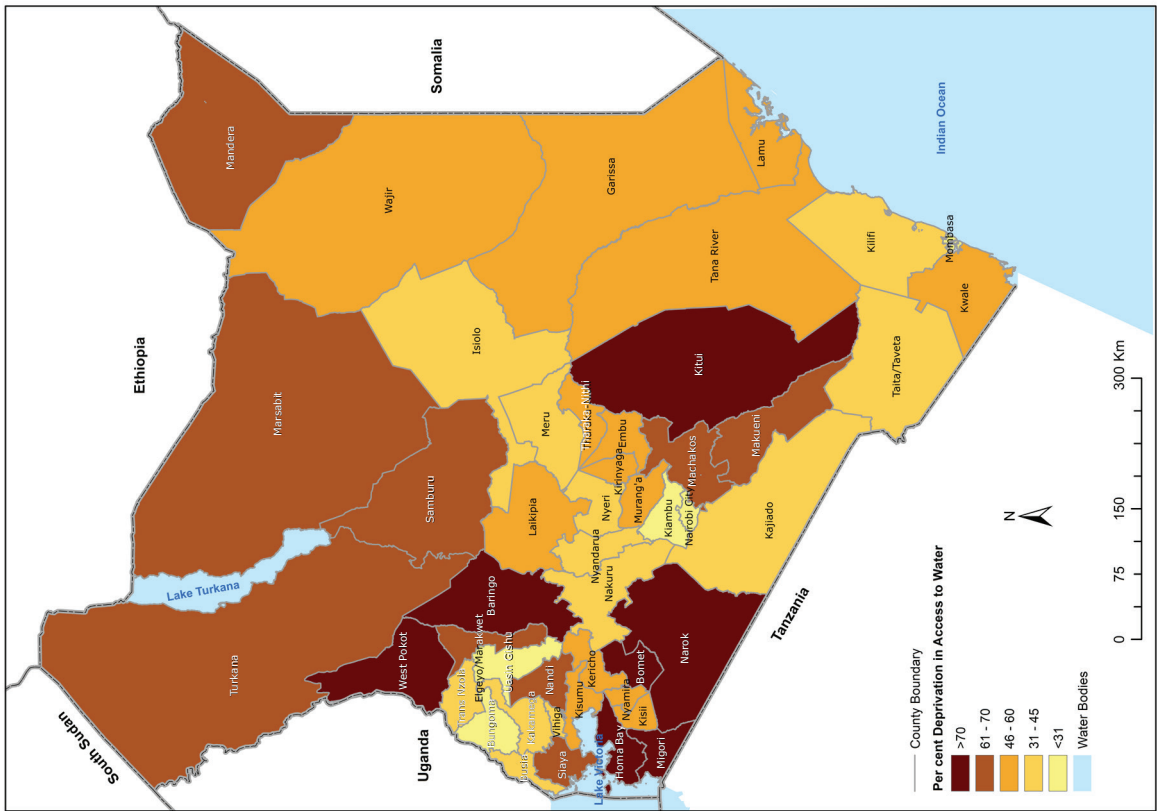 South Sudan
Ethiopia
Somalia
Uganda
Tanzania
Indian Ocean
Lake Turkana
Lake Victoria
Turkana
Marsabit
Mandera
Wajir
Samburu
Isiolo
Garissa
West Pokot
Baringo
Elgeyo/Marakwet
Trans Nzoia
Uasin Gishu
Bungoma
Kakamega
Busia
Nandi
Vihiga
Siaya
Kisumu
Kericho
Nyamira
Kisii
Homa Bay
Migori
Bomet
Narok
Laikipia
Meru
Tharaka-Nithi
Nyandarua
Nyeri
Nakuru
Kirinyaga
Embu
Murang'a
Kiambu
Nairobi City
Machakos
Makueni
Kitui
Tana River
Lamu
Kajiado
Taita/Taveta
Kilifi
Mombasa
Kwale
N
0 75 150 300 Km
County Boundary
Per cent Deprivation in Access to Water
>70
61 - 70
46 - 60
31 - 45
<31
Water Bodies